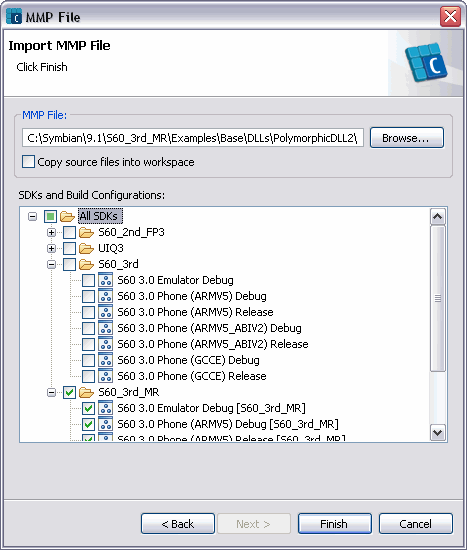 MMP File
Import MMP File
Click Finish
MMP File:
C:\Symbian\9.1\S60_3rd_MR\Examples\Base\DLLs\PolymorphicDLL2\
Browse...
Copy source files into workspace
SDKs and Build Configurations:
All SDKs
S60_2nd_FP3
UIQ3
S60_3rd
S60 3.0 Emulator Debug
S60 3.0 Phone (ARMV5) Debug
S60 3.0 Phone (ARMV5) Release
S60 3.0 Phone (ARMV5_ABIV2) Debug
S60 3.0 Phone (ARMV5_ABIV2) Release
S60 3.0 Phone (GCCE) Debug
S60 3.0 Phone (GCCE) Release
S60_3rd_MR
S60 3.0 Emulator Debug [S60_3rd_MR]
S60 3.0 Phone (ARMV5) Debug [S60_3rd_MR]
S60 3.0 Phone (ARMV5) Release [S60_3rd_MR]
< Back Next > Finish Cancel